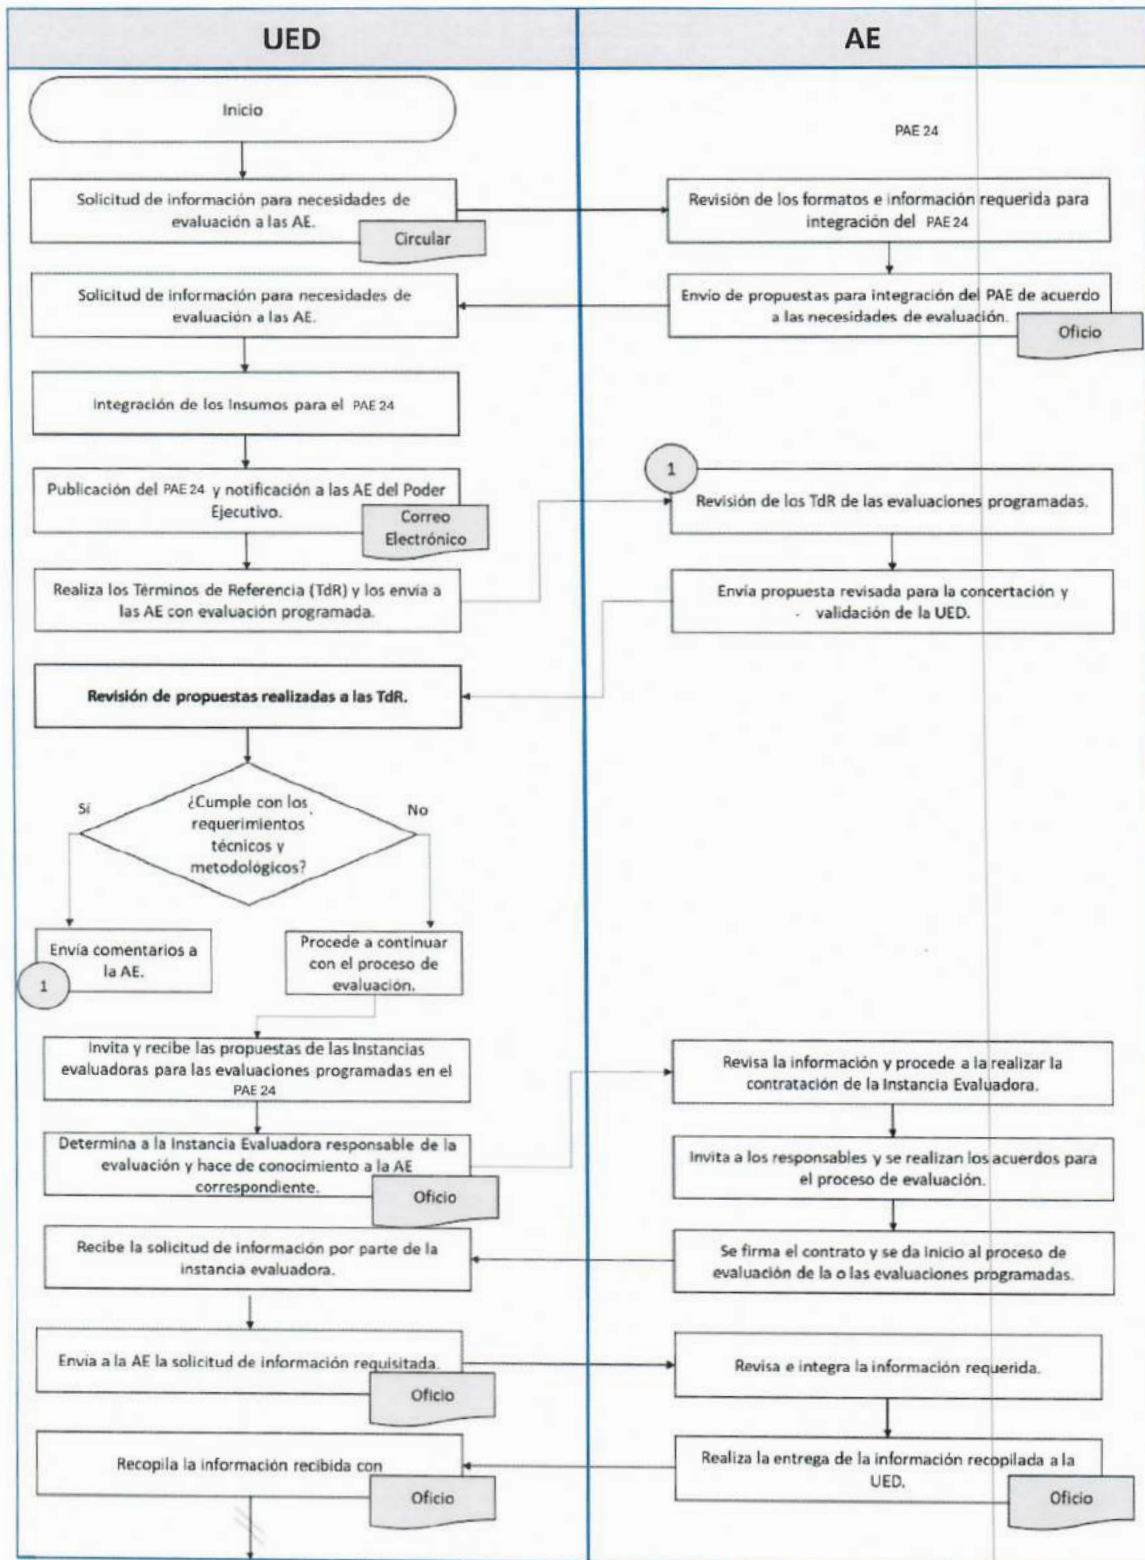 UED
AE
Inicio
PAE 24
Solicitud de información para necesidades de
evaluación a las AE.
Circular
Revisión de los formatos e información requerida para
integración del PAE 24
Solicitud de información para necesidades de
evaluación a las AE.
Envío de propuestas para integración del PAE de acuerdo
a las necesidades de evaluación.
Oficio
Integración de los Insumos para el PAE 24
Publicación del PAE 24 y notificación a las AE del Poder
Ejecutivo.
Correo
Electrónico
1
Revisión de los TdR de las evaluaciones programadas.
Realiza los Términos de Referencia (TdR) y los envía a
las AE con evaluación programada.
Envía propuesta revisada para la concertación y
validación de la UED.
Revisión de propuestas realizadas a las TdR.
Sí
¿Cumple con los
requerimientos
técnicos y
metodológicos?
No
Envía comentarios a
la AE.
1
Procede a continuar
con el proceso de
evaluación.
Invita y recibe las propuestas de las Instancias
evaluadoras para las evaluaciones programadas en el
PAE 24
Revisa la información y procede a la realizar la
contratación de la Instancia Evaluadora.
Determina a la Instancia Evaluadora responsable de la
evaluación y hace de conocimiento a la AE
correspondiente.
Oficio
Invita a los responsables y se realizan los acuerdos para
el proceso de evaluación.
Recibe la solicitud de información por parte de la
instancia evaluadora.
Se firma el contrato y se da Inicio al proceso de
evaluación de la o las evaluaciones programadas.
Envía a la AE la solicitud de información requisitada.
Oficio
Revisa e integra la información requerida.
Recopila la información recibida con
Oficio
Realiza la entrega de la información recopilada a la
UED.
Oficio